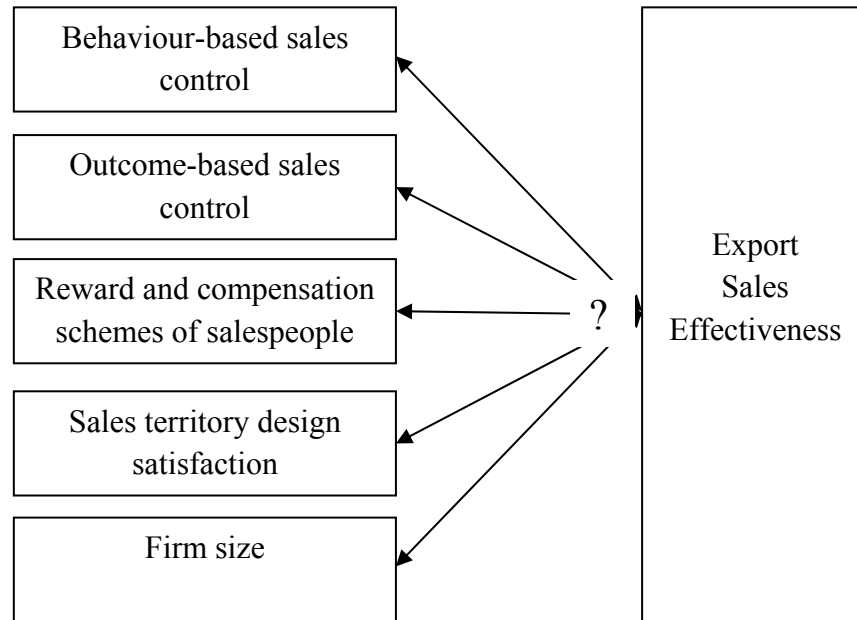 Behaviour-based sales
control
Outcome-based sales
control
Reward and compensation
schemes of salespeople
Sales territory design
satisfaction
Firm size
?
Export
Sales
Effectiveness